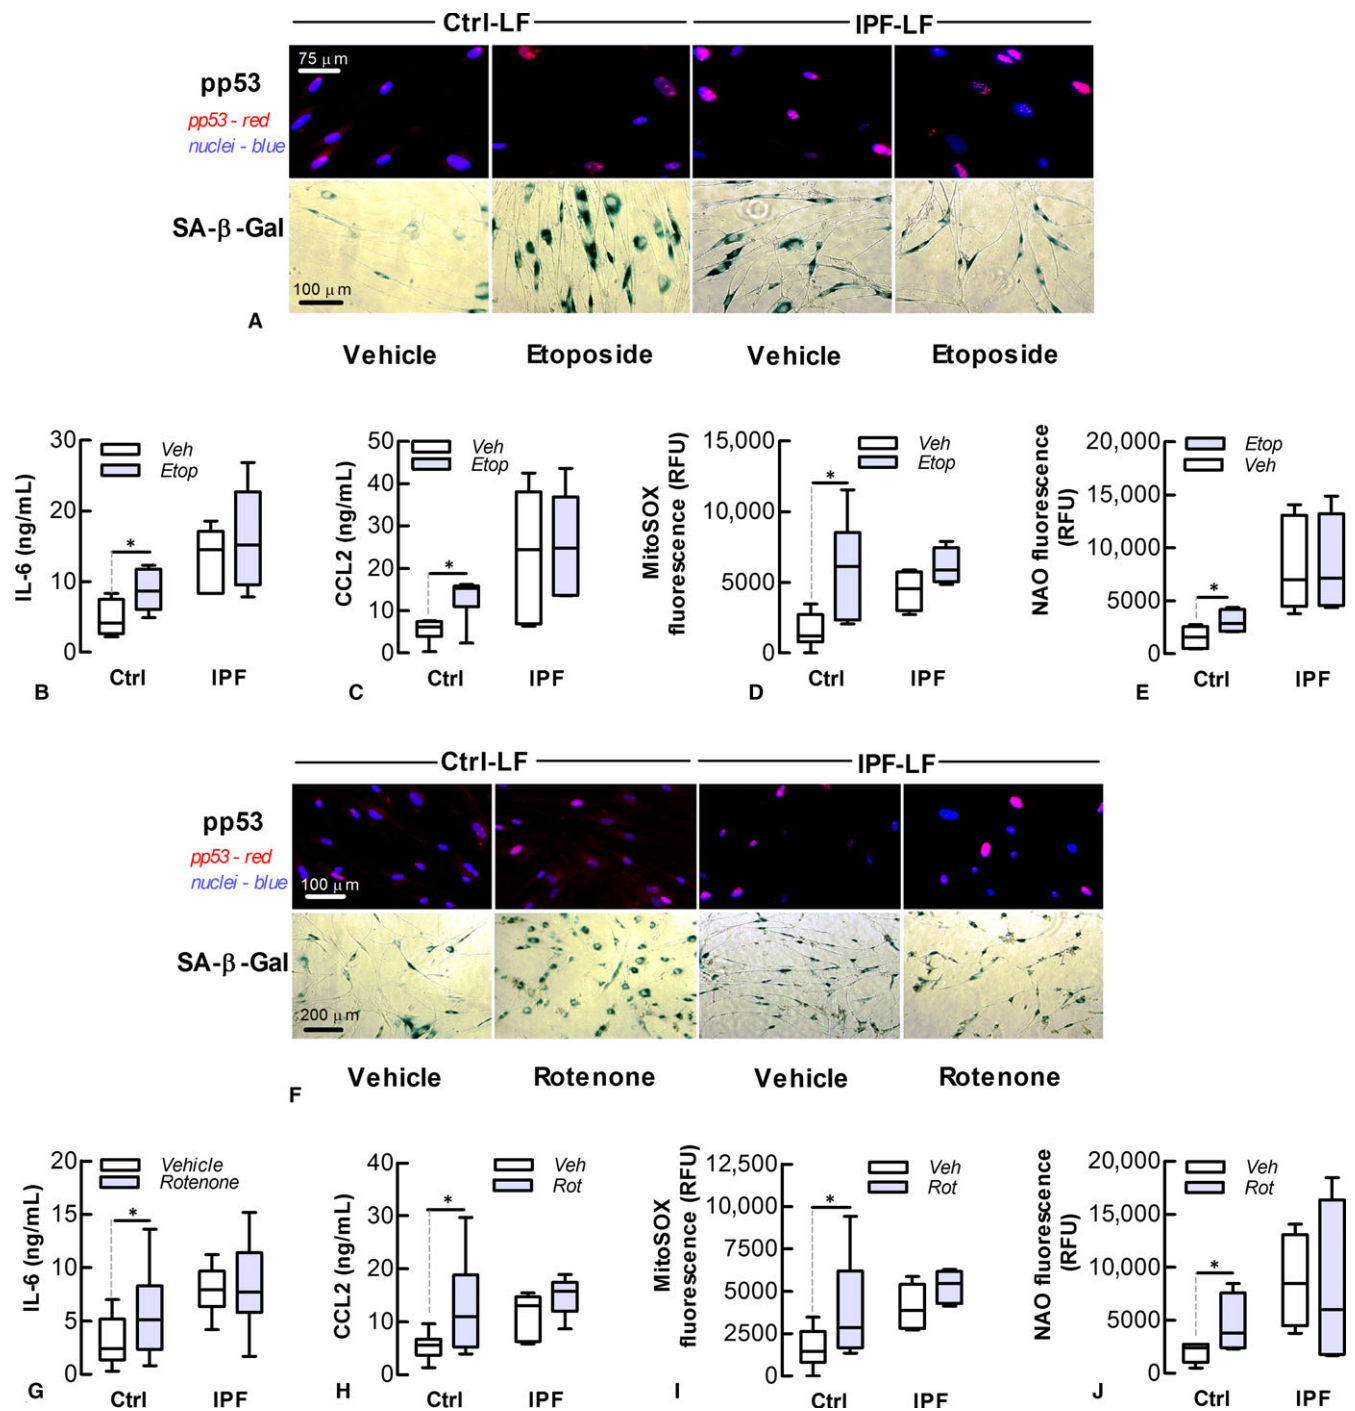 Ctrl-LF IPF-LF
75 μm
pp53
pp53 - red
nuclei - blue
SA-β-Gal
100 μm
A
Vehicle Etoposide Vehicle Etoposide
IL-6 (ng/mL)
30
20
10
0
Veh
Etop
*
Ctrl IPF
B
CCL2 (ng/mL)
50
40
30
20
10
0
Veh
Etop
*
Ctrl IPF
C
MitoSOX
fluorescence (RFU)
15,000
10,000
5000
0
Veh
Etop
*
Ctrl IPF
D
NAO fluorescence
(RFU)
20,000
15,000
10,000
5000
0
Etop
Veh
*
Ctrl IPF
E
Ctrl-LF IPF-LF
pp53
pp53 - red
nuclei - blue
100 μm
SA-β-Gal
200 μm
Vehicle Rotenone Vehicle Rotenone
F
IL-6 (ng/mL)
20
15
10
5
0
Vehicle
Rotenone
*
Ctrl IPF
G
CCL2 (ng/mL)
40
30
20
10
0
Veh
Rot
*
Ctrl IPF
H
MitoSOX
fluorescence (RFU)
12,500
10,000
7500
5000
2500
0
Veh
Rot
*
Ctrl IPF
I
NAO fluorescence
(RFU)
20,000
15,000
10,000
5000
0
Veh
Rot
*
Ctrl IPF
J